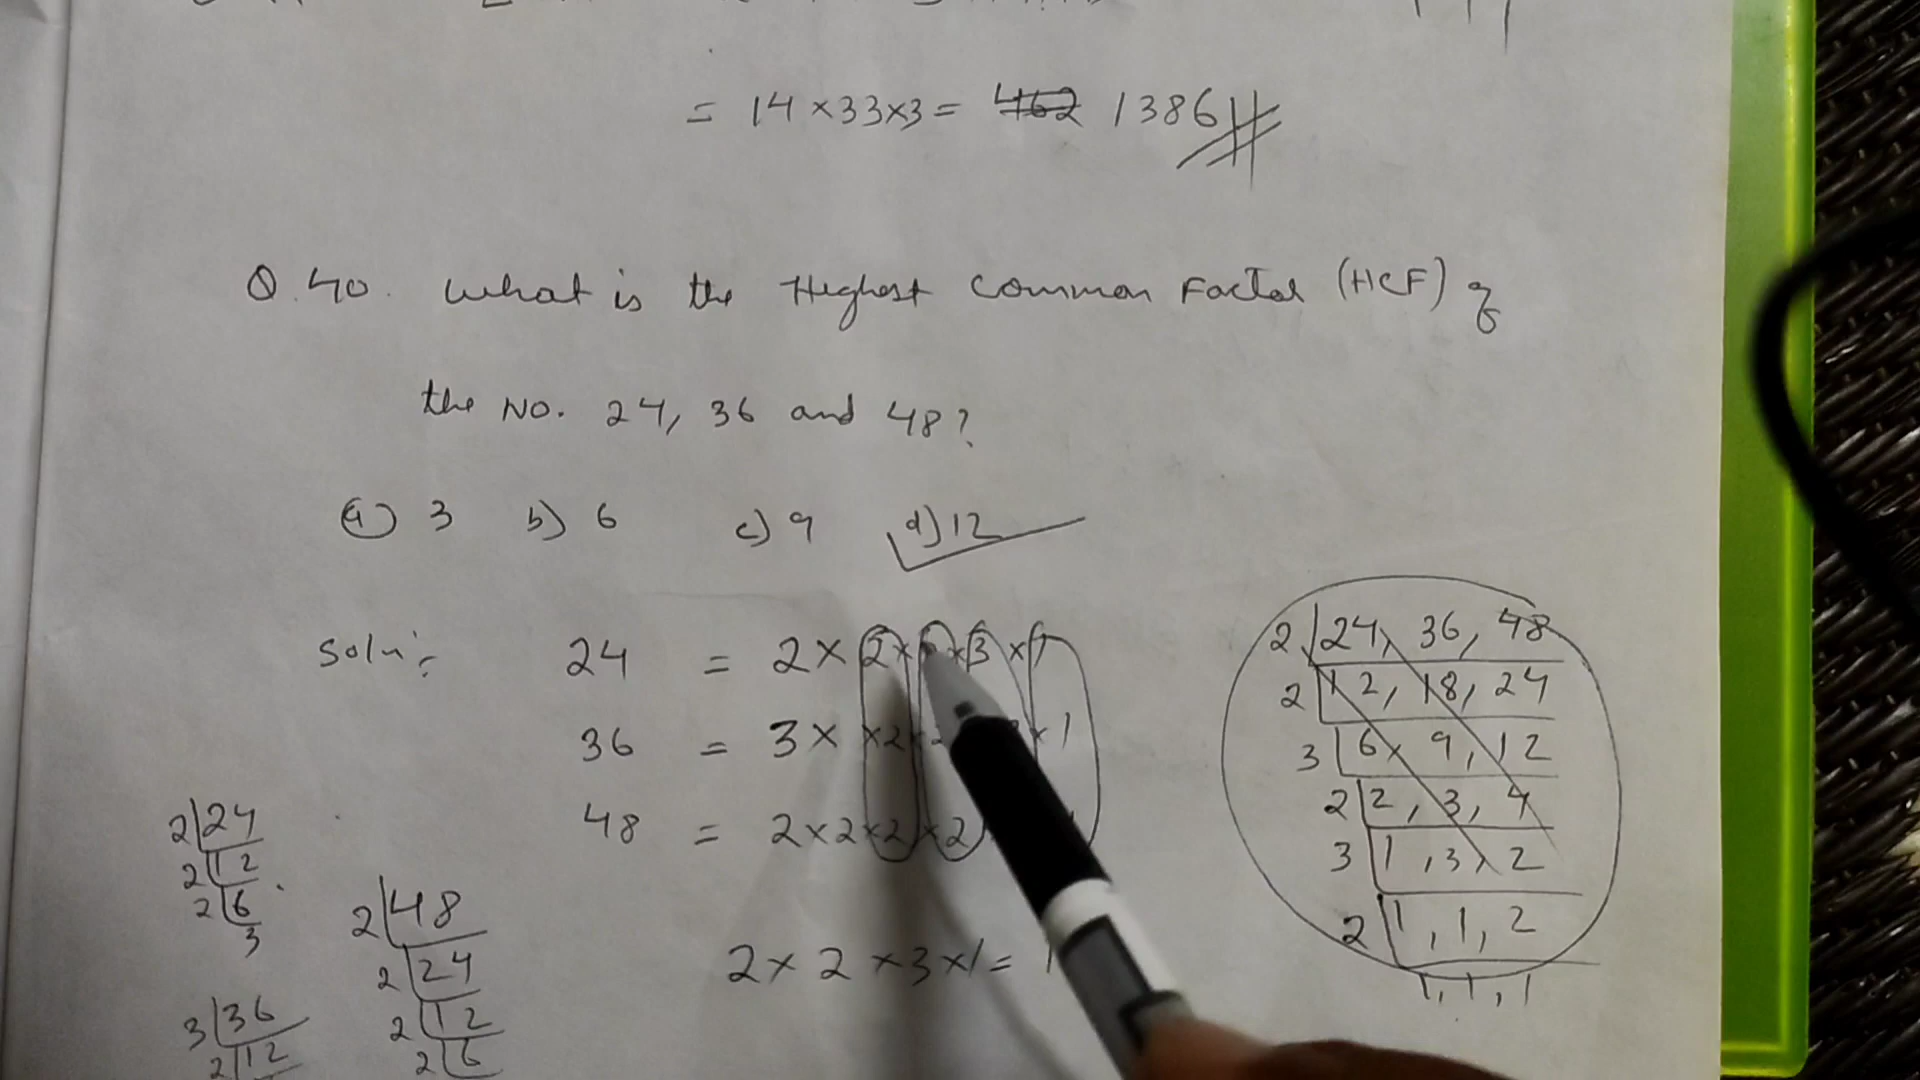 = 14 × 33 × 3 = 462 1386
Q.40. What is the Highest Common Factor (HCF) of
the No. 24, 36 and 48?
a) 3 b) 6 c) 9 d) 12
Soln:
24 = 2 × 2 × 2 × 3 × 1
36 = 3 × × 2 × 2 × 1
48 = 2 × 2 × 2 × 2
2 × 2 × 3 × 1 =
2 24, 36, 48
2 12, 18, 24
3 6, 9, 12
2 2, 3, 4
3 1, 3, 2
2 1, 1, 2
1, 1, 1
2 24
2 12
2 6
3
2 48
2 24
2 12
2 6
3 36
2 12